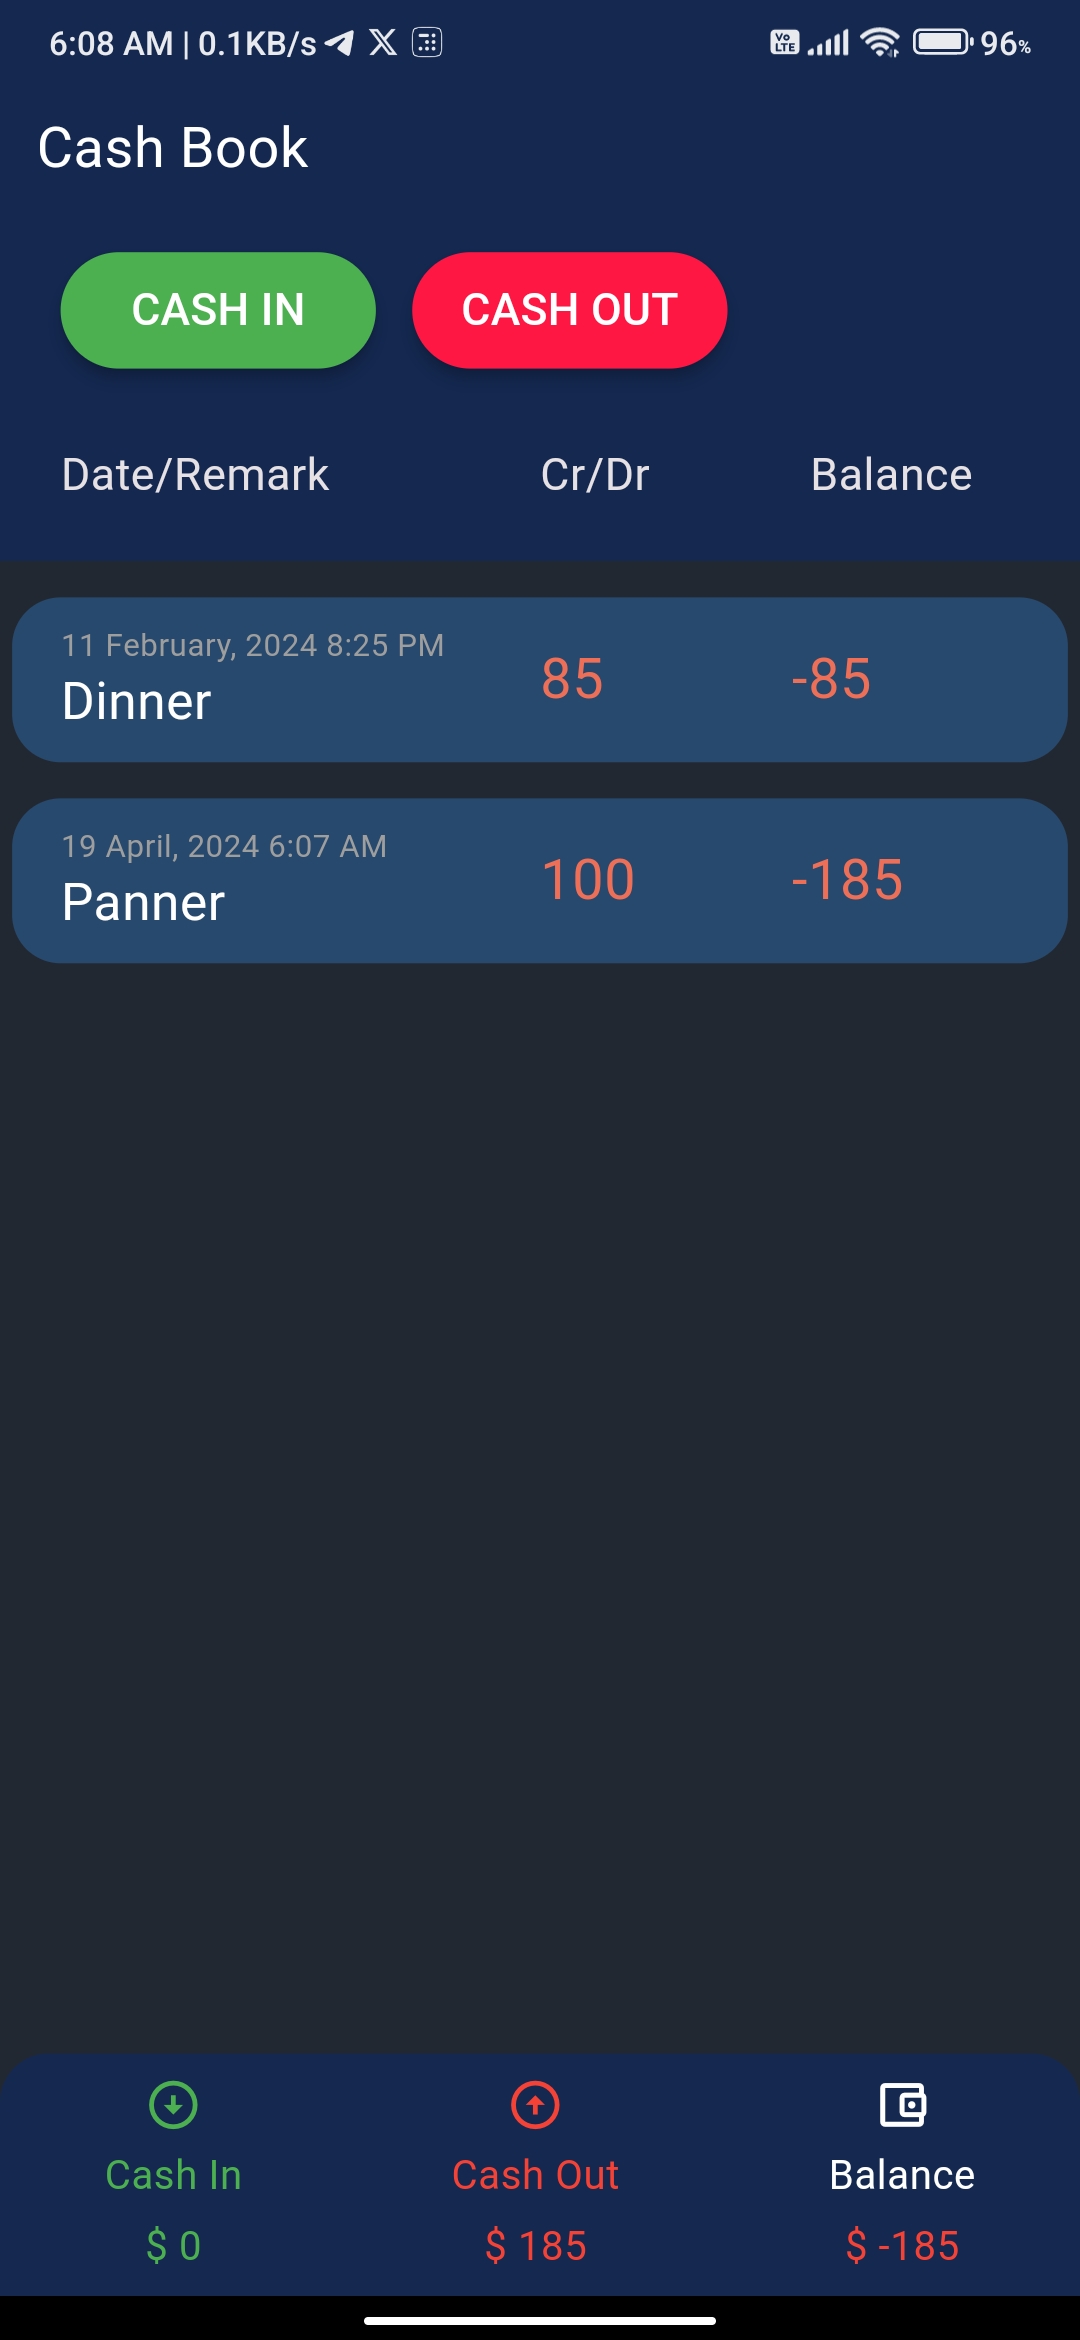 6:08 AM | 0.1KB/s
Vo LTE
96%
Cash Book
CASH IN CASH OUT
Date/Remark Cr/Dr Balance
11 February, 2024 8:25 PM
Dinner 85 -85
19 April, 2024 6:07 AM
Panner 100 -185
Cash In Cash Out Balance
$ 0 $ 185 $ -185